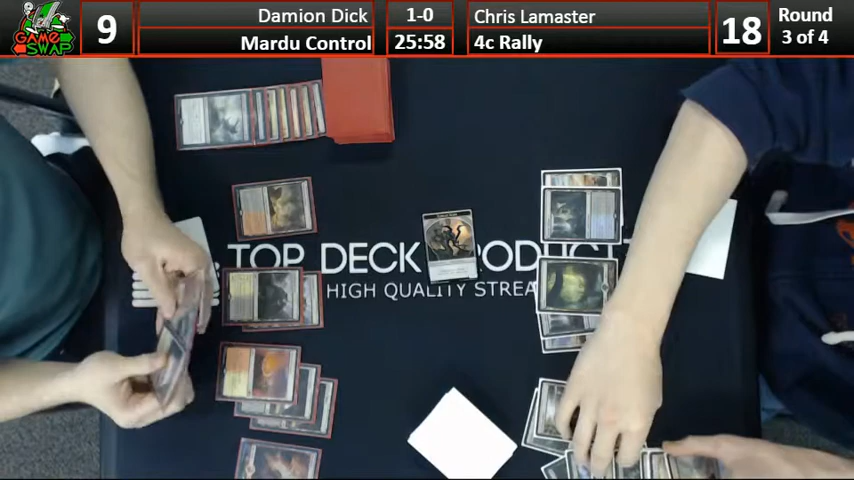 GAME
SWAP
9
Damion Dick
Mardu Control
1-0
25:58
Chris Lamaster
4c Rally
18
Round
3 of 4
TOP DECK PRODUCT
HIGH QUALITY STREA